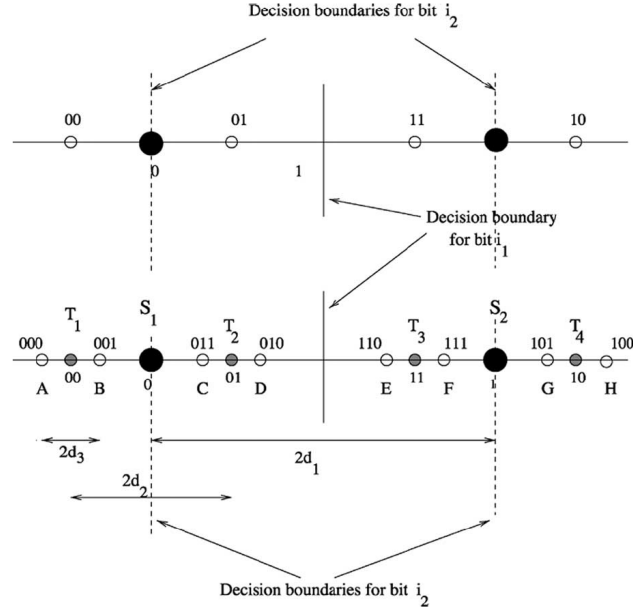 Decision boundaries for bit i2
00 01 11 10
0 1
Decision boundary
for bit i1
T1 S1 T2 T3 S2 T4
000 001 011 010 110 111 101 100
00 0 01 11 1 10
A B C D E F G H
2d3 2d1
2d2
Decision boundaries for bit i2